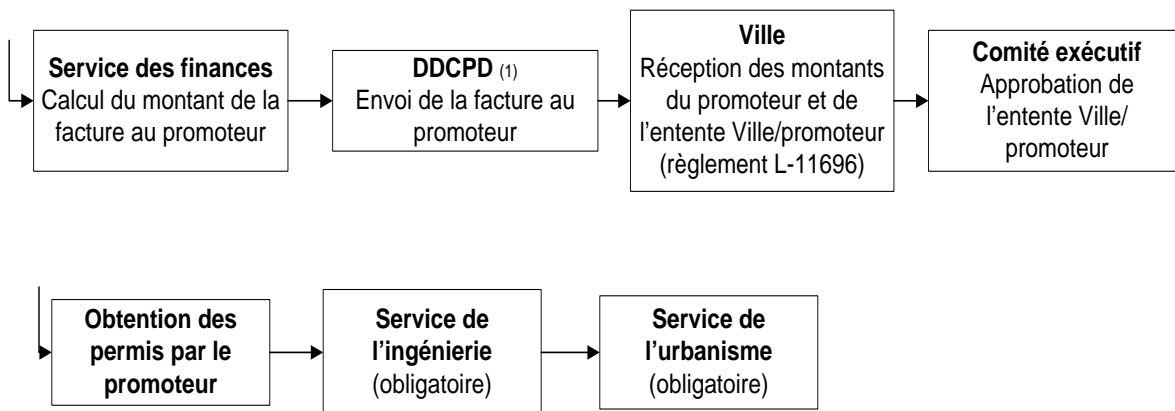 Service des finances
Calcul du montant de la
facture au promoteur
DDCPD (1)
Envoi de la facture au
promoteur
Ville
Réception des montants
du promoteur et de
l'entente Ville/promoteur
(règlement L-11696)
Comité exécutif
Approbation de
l'entente Ville/
promoteur
Obtention des
permis par le
promoteur
Service de
l'ingénierie
(obligatoire)
Service de
l'urbanisme
(obligatoire)